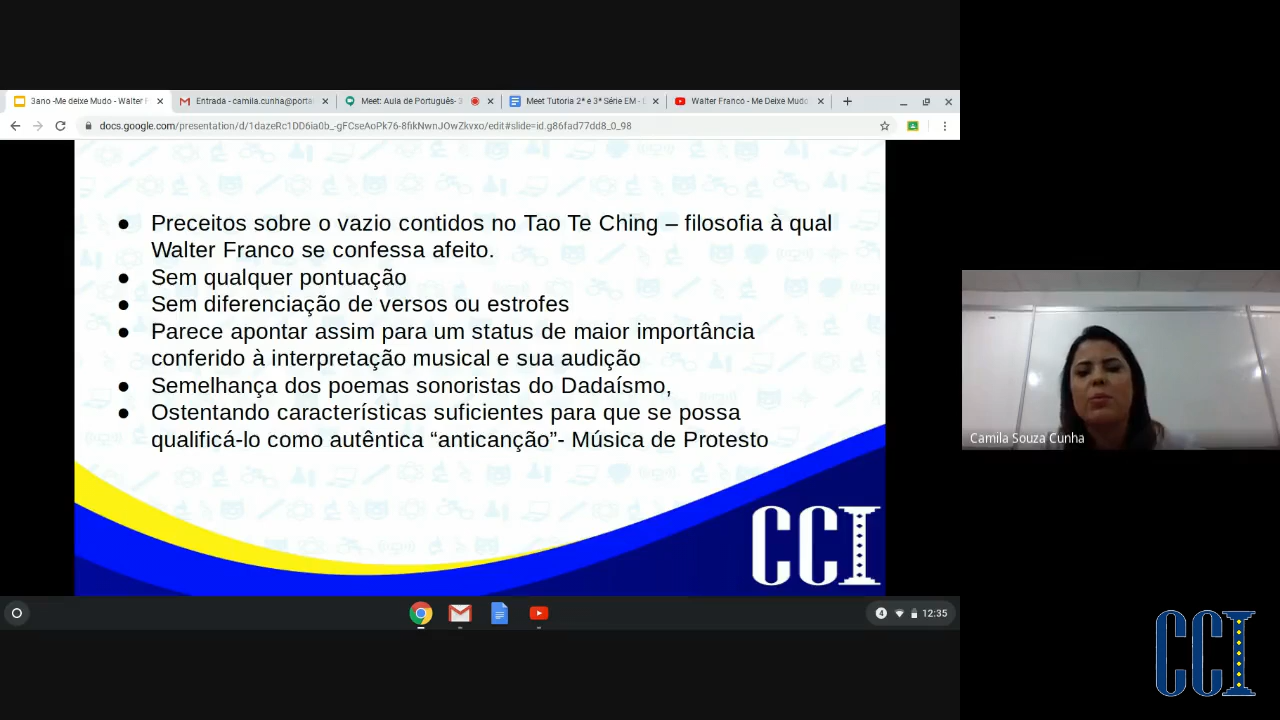 3ano -Me deixe Mudo - Walter F
Entrada - camila.cunha@porta
Meet: Aula de Português- 3
Meet Tutoria 2ª e 3ª Série EM -
Walter Franco - Me Deixe Mudo
docs.google.com/presentation/d/1dazeRc1DD6ia0b_-gFCseAoPk76-8fikNwnJOwZkvxo/edit#slide=id.g86fad77dd8_0_98
● Preceitos sobre o vazio contidos no Tao Te Ching – filosofia à qual
Walter Franco se confessa afeito.
● Sem qualquer pontuação
● Sem diferenciação de versos ou estrofes
● Parece apontar assim para um status de maior importância
conferido à interpretação musical e sua audição
● Semelhança dos poemas sonoristas do Dadaísmo,
● Ostentando características suficientes para que se possa
qualificá-lo como autêntica “anticanção”- Música de Protesto
CCI
Camila Souza Cunha
4 12:35
CCI